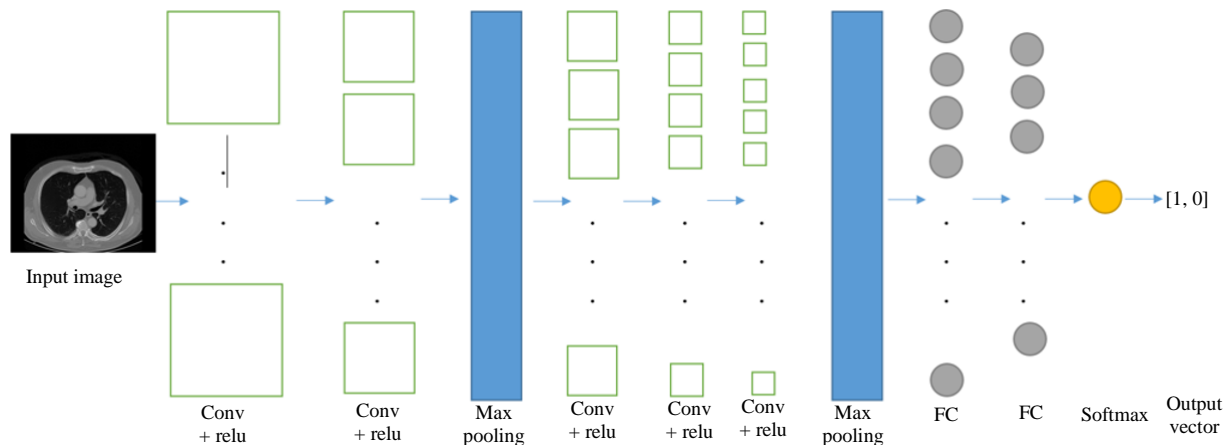 [1, 0]
Input image
Conv
+ relu
Conv
+ relu
Max
pooling
Conv
+ relu
Conv
+ relu
Conv
+ relu
Max
pooling
FC
FC
Softmax
Output
vector